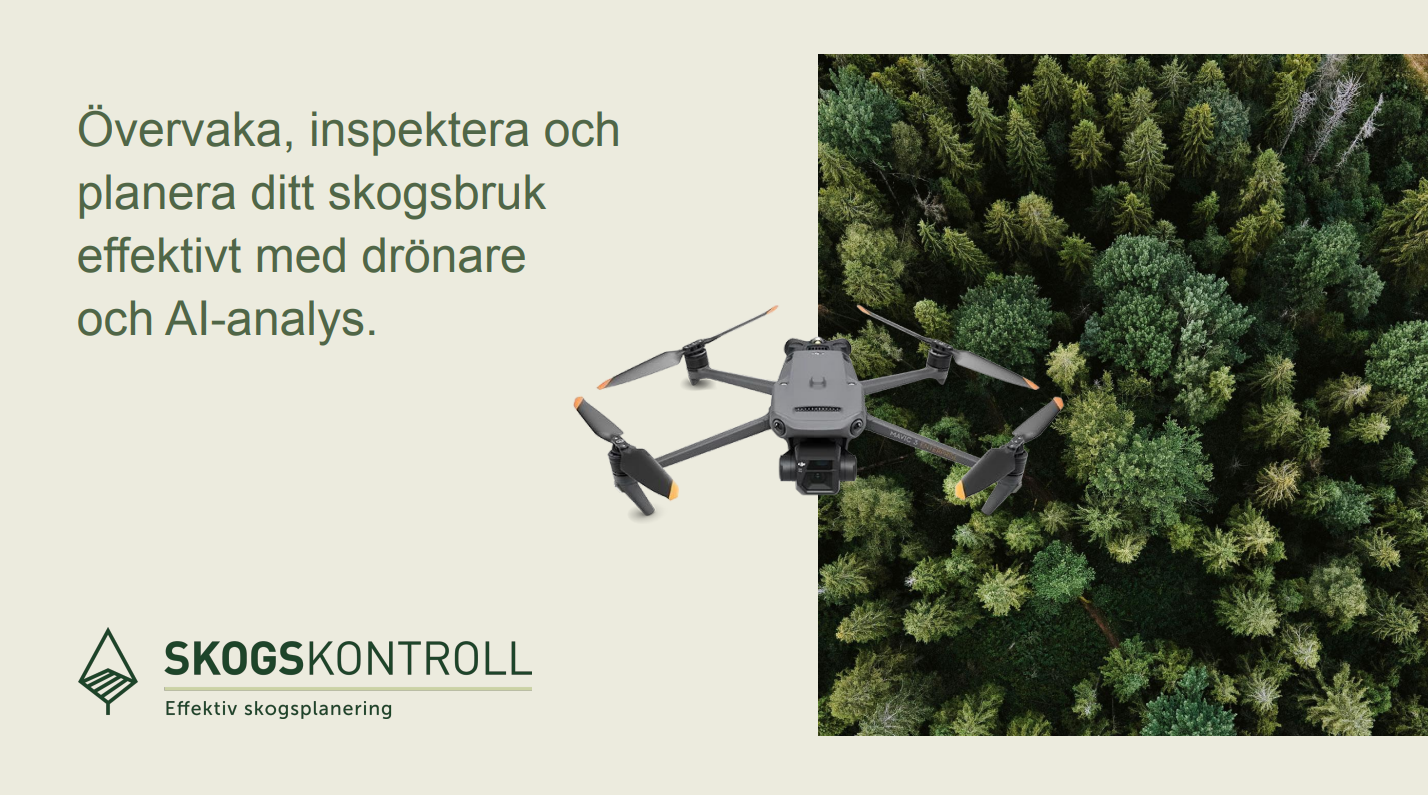 Övervaka, inspektera och
planera ditt skogsbruk
effektivt med drönare
och AI-analys.
MAVIC 3
SKOGSKONTROLL
Effektiv skogsplanering